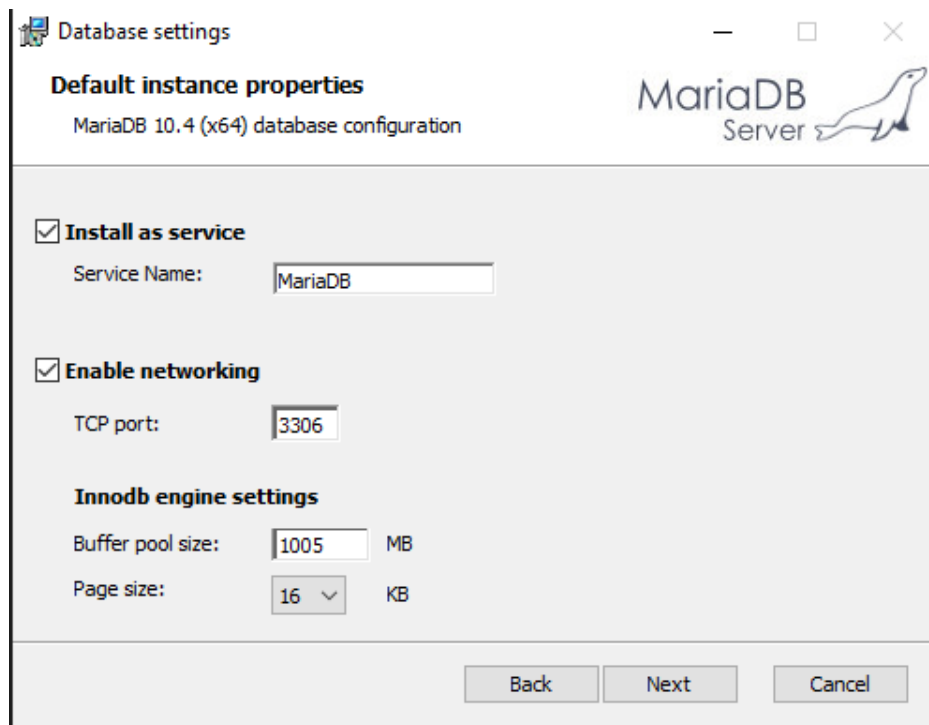 Database settings
Default instance properties
MariaDB 10.4 (x64) database configuration
MariaDB
Server
Install as service
Service Name: MariaDB
Enable networking
TCP port: 3306
Innodb engine settings
Buffer pool size: 1005 MB
Page size: 16 KB
Back Next Cancel